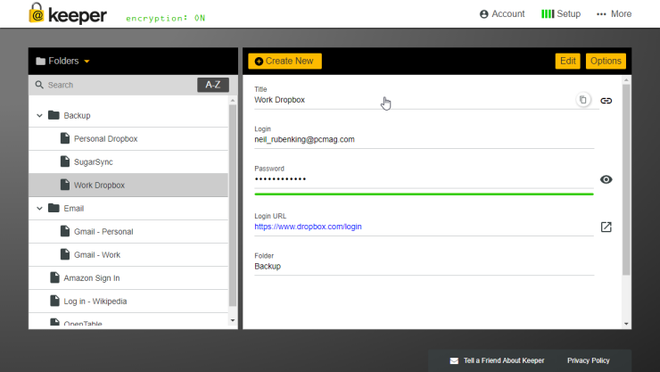 keeper
encryption: ON
Account
Setup
More
Folders
Search
A-Z
Backup
Personal Dropbox
SugarSync
Work Dropbox
Email
Gmail - Personal
Gmail - Work
Amazon Sign In
Log in - Wikipedia
OpenTable
Create New
Edit
Options
Title
Work Dropbox
Login
neil_rubenking@pcmag.com
Password
••••••••••••
Login URL
https://www.dropbox.com/login
Folder
Backup
Tell a Friend About Keeper
Privacy Policy